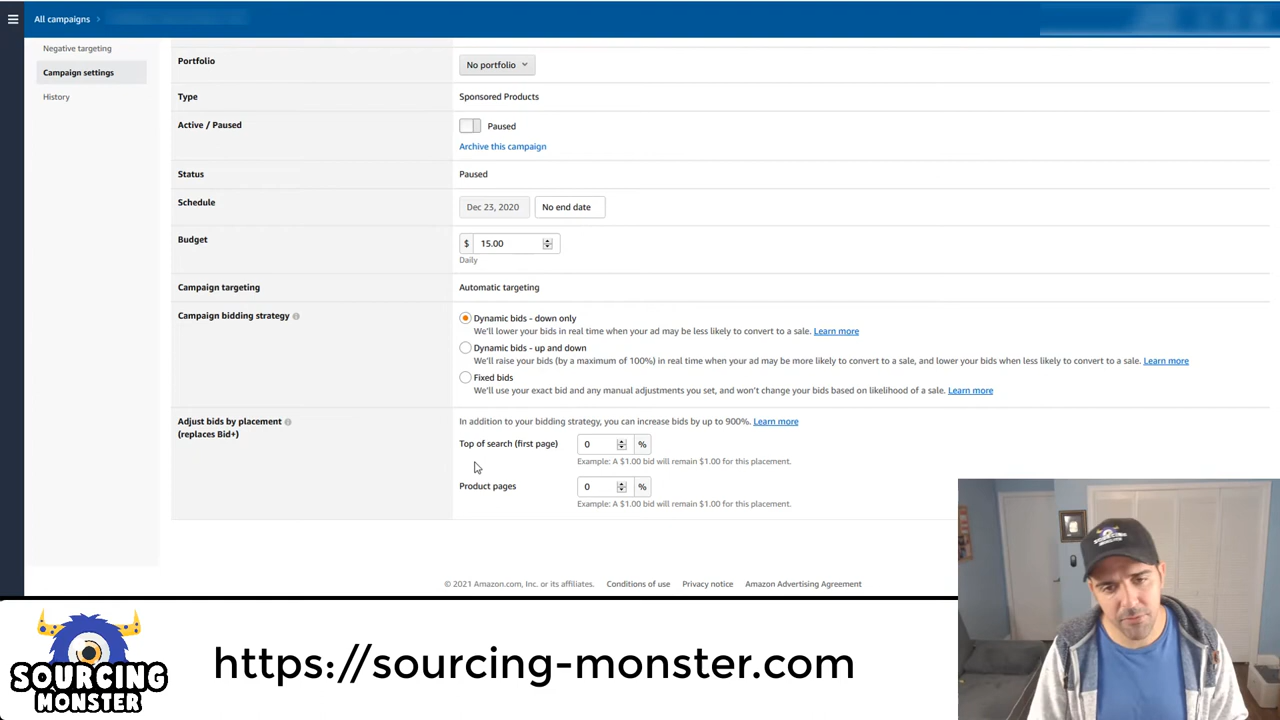 All campaigns >
Negative targeting
Campaign settings
History
Portfolio
No portfolio
Type
Sponsored Products
Active / Paused
Paused
Archive this campaign
Status
Paused
Schedule
Dec 23, 2020
No end date
Budget
$ 15.00
Daily
Campaign targeting
Automatic targeting
Campaign bidding strategy
Dynamic bids - down only
We'll lower your bids in real time when your ad may be less likely to convert to a sale. Learn more
Dynamic bids - up and down
We'll raise your bids (by a maximum of 100%) in real time when your ad may be more likely to convert to a sale, and lower your bids when less likely to convert to a sale. Learn more
Fixed bids
We'll use your exact bid and any manual adjustments you set, and won't change your bids based on likelihood of a sale. Learn more
Adjust bids by placement
(replaces Bid+)
In addition to your bidding strategy, you can increase bids by up to 900%. Learn more
Top of search (first page)
0 %
Example: A $1.00 bid will remain $1.00 for this placement.
Product pages
0 %
Example: A $1.00 bid will remain $1.00 for this placement.
© 2021 Amazon.com, Inc. or its affiliates. Conditions of use Privacy notice Amazon Advertising Agreement
SOURCING
MONSTER
https://sourcing-monster.com